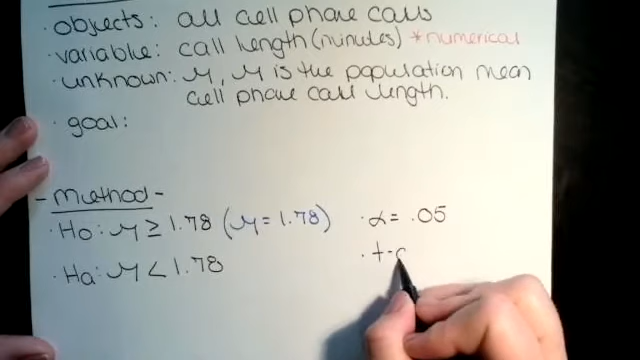 · objects: all cell phone calls
· variable: call length (minutes) *numerical
· unknown: μ, μ is the population mean
cell phone call length.
· goal:
- Method -
· Ho: μ ≥ 1.78 (μ = 1.78)
· α = .05
· Ha: μ < 1.78
· t-c